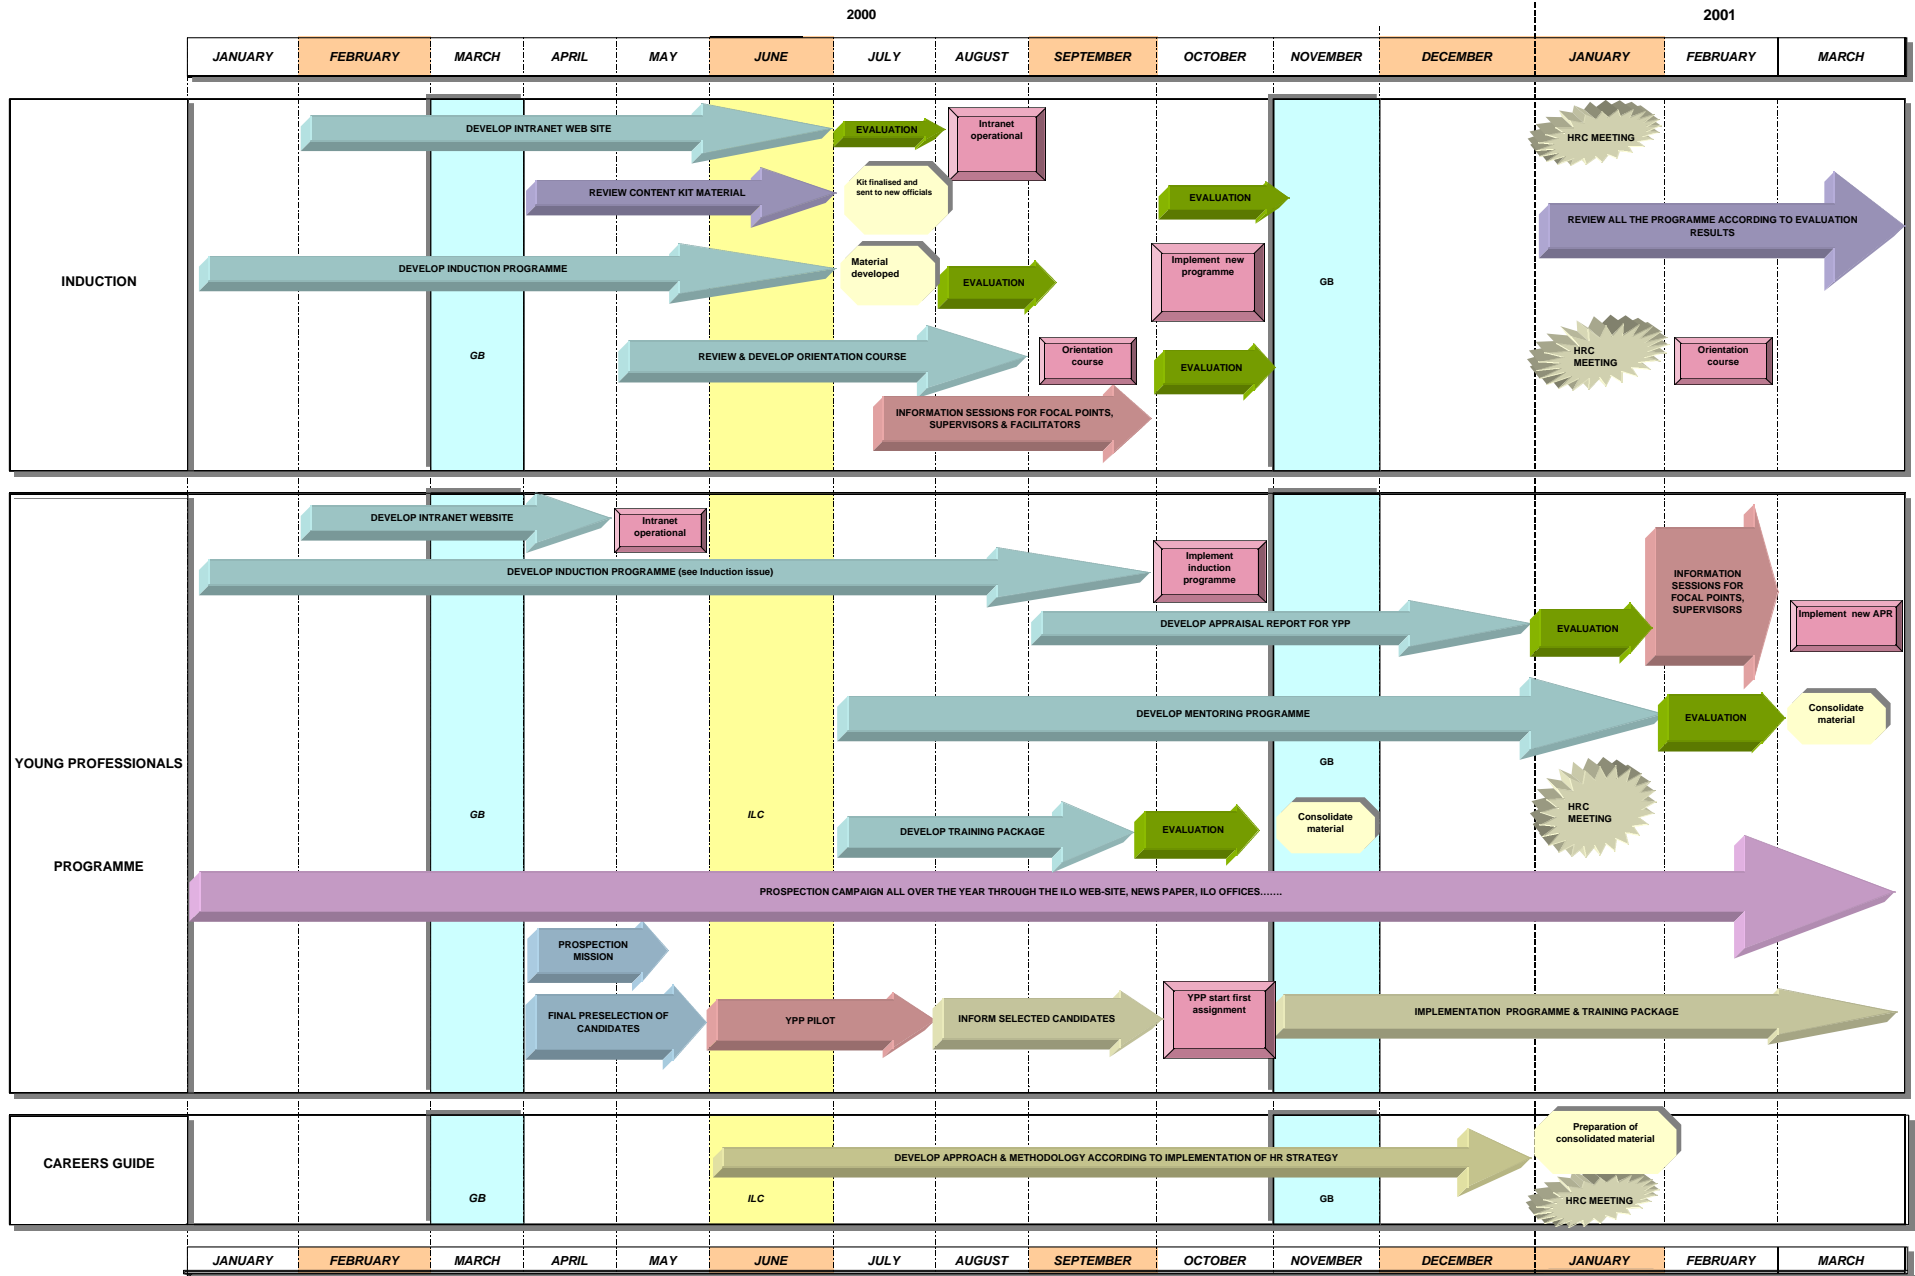 2000
2001
JANUARY FEBRUARY MARCH APRIL MAY JUNE JULY AUGUST SEPTEMBER OCTOBER NOVEMBER DECEMBER JANUARY FEBRUARY MARCH
INDUCTION
DEVELOP INTRANET WEB SITE
EVALUATION
Intranet
operational
HRC MEETING
REVIEW CONTENT KIT MATERIAL
Kit finalised and
sent to new officials
EVALUATION
REVIEW ALL THE PROGRAMME ACCORDING TO EVALUATION
RESULTS
DEVELOP INDUCTION PROGRAMME
Material
developed
EVALUATION
Implement new
programme
GB
GB
REVIEW & DEVELOP ORIENTATION COURSE
Orientation
course
EVALUATION
HRC
MEETING
Orientation
course
INFORMATION SESSIONS FOR FOCAL POINTS,
SUPERVISORS & FACILITATORS
YOUNG PROFESSIONALS
PROGRAMME
DEVELOP INTRANET WEBSITE
Intranet
operational
DEVELOP INDUCTION PROGRAMME (see Induction issue)
Implement
induction
programme
INFORMATION
SESSIONS FOR
FOCAL POINTS,
SUPERVISORS
DEVELOP APPRAISAL REPORT FOR YPP
EVALUATION
Implement new APR
DEVELOP MENTORING PROGRAMME
EVALUATION
Consolidate
material
GB
GB
ILC
HRC
MEETING
DEVELOP TRAINING PACKAGE
EVALUATION
Consolidate
material
PROSPECTION CAMPAIGN ALL OVER THE YEAR THROUGH THE ILO WEB-SITE, NEWS PAPER, ILO OFFICES.......
PROSPECTION
MISSION
FINAL PRESELECTION OF
CANDIDATES
YPP PILOT
INFORM SELECTED CANDIDATES
YPP start first
assignment
IMPLEMENTATION PROGRAMME & TRAINING PACKAGE
CAREERS GUIDE
DEVELOP APPROACH & METHODOLOGY ACCORDING TO IMPLEMENTATION OF HR STRATEGY
Preparation of
consolidated material
GB
ILC
GB
HRC MEETING
JANUARY FEBRUARY MARCH APRIL MAY JUNE JULY AUGUST SEPTEMBER OCTOBER NOVEMBER DECEMBER JANUARY FEBRUARY MARCH